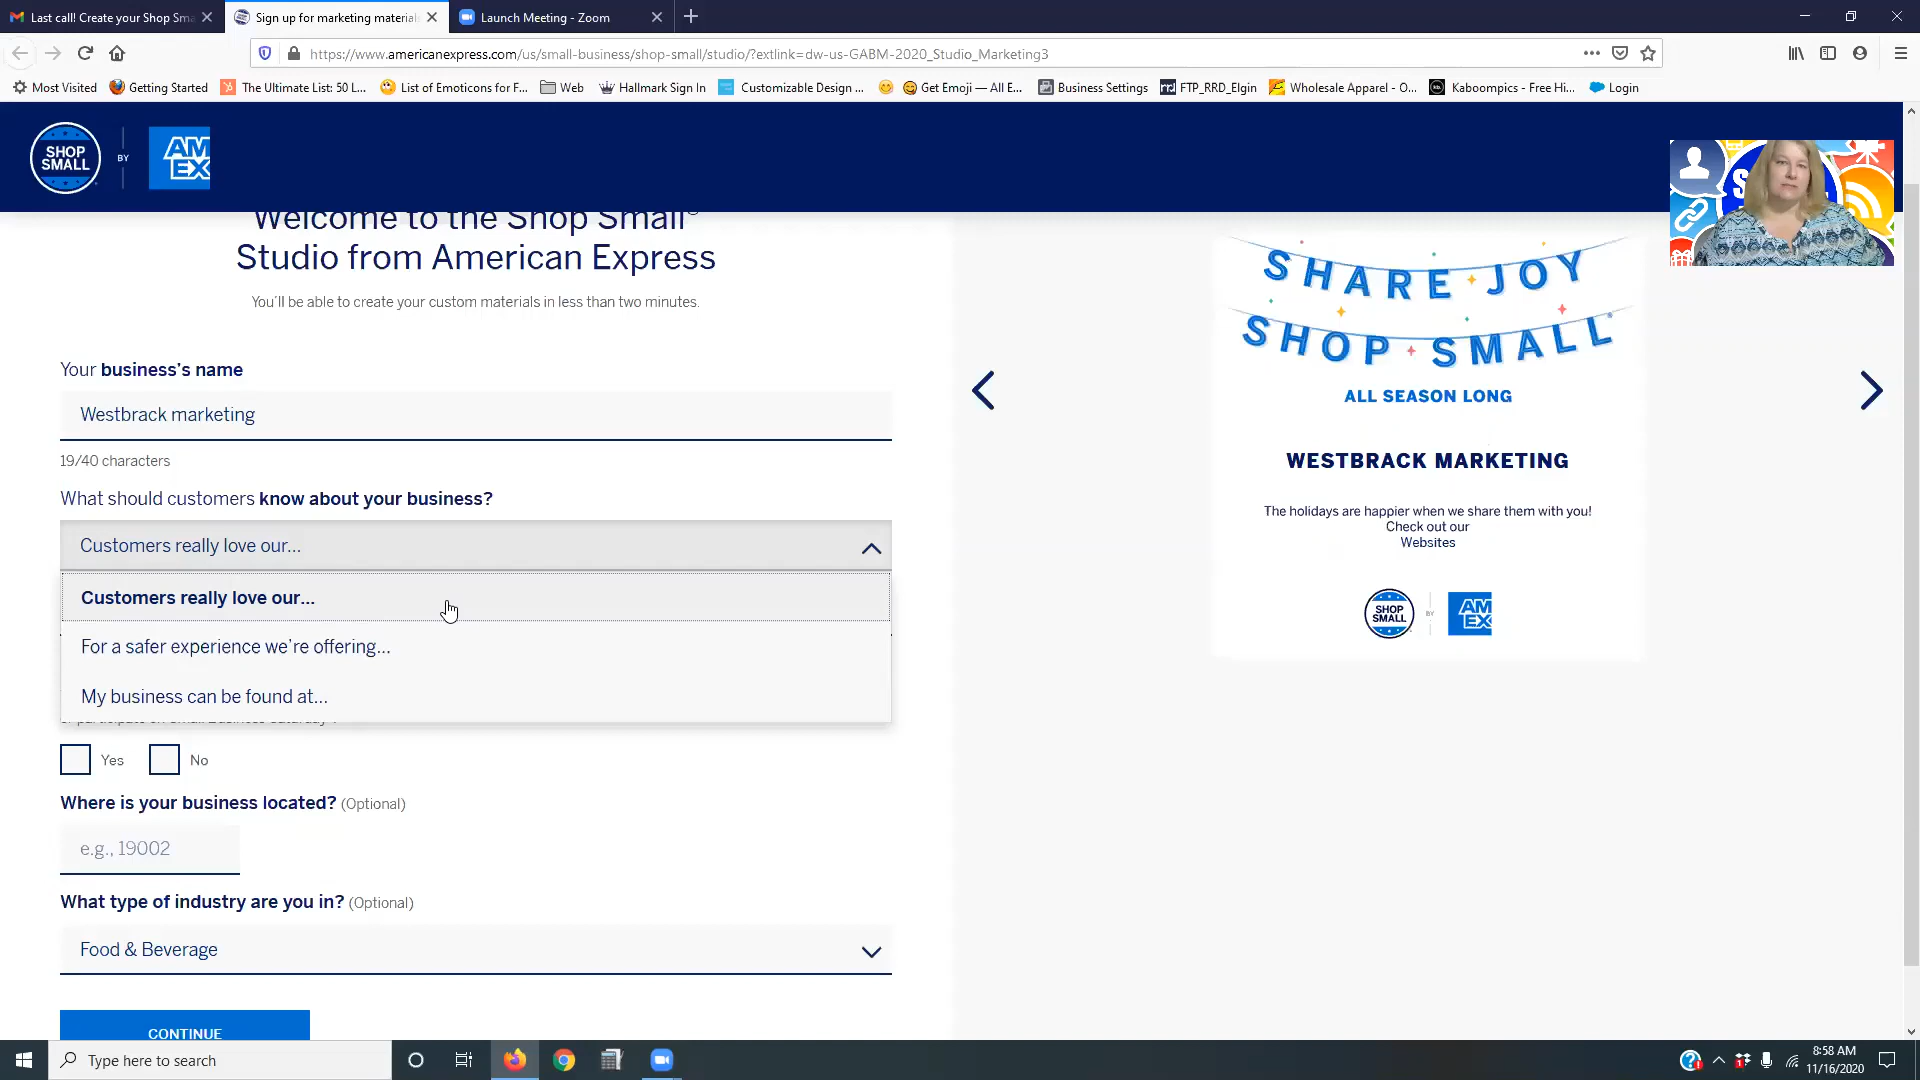 Last call! Create your Shop Sma
Sign up for marketing materials
Launch Meeting - Zoom
https://www.americanexpress.com/us/small-business/shop-small/studio/?extlink=dw-us-GABM-2020_Studio_Marketing3
Most Visited
Getting Started
The Ultimate List: 50 L...
List of Emoticons for F...
Web
Hallmark Sign In
Customizable Design ...
Get Emoji — All E...
Business Settings
FTP_RRD_Elgin
Wholesale Apparel - O...
Kaboompics - Free Hi...
Login
SHOP
SMALL
BY
AM
EX
Welcome to the Shop Small®
Studio from American Express
You'll be able to create your custom materials in less than two minutes.
Your business's name
Westbrack marketing
19/40 characters
What should customers know about your business?
Customers really love our...
Customers really love our...
For a safer experience we're offering...
My business can be found at...
Yes
No
Where is your business located? (Optional)
e.g., 19002
What type of industry are you in? (Optional)
Food & Beverage
CONTINUE
SHARE JOY
SHOP SMALL®
ALL SEASON LONG
WESTBRACK MARKETING
The holidays are happier when we share them with you!
Check out our
Websites
SHOP
SMALL
BY
AM
EX
Type here to search
8:58 AM
11/16/2020